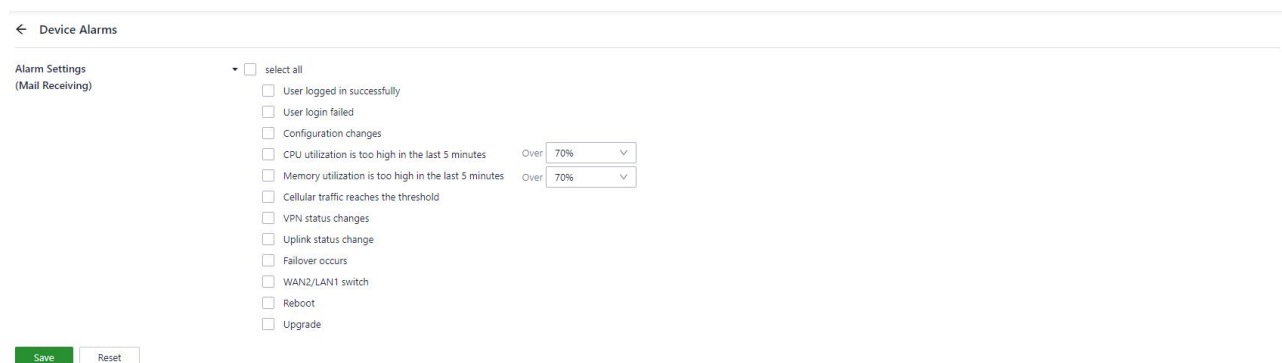 Device Alarms
Alarm Settings
(Mail Receiving)
select all
User logged in successfully
User login failed
Configuration changes
CPU utilization is too high in the last 5 minutes Over 70%
Memory utilization is too high in the last 5 minutes Over 70%
Cellular traffic reaches the threshold
VPN status changes
Uplink status change
Failover occurs
WAN2/LAN1 switch
Reboot
Upgrade
Save Reset